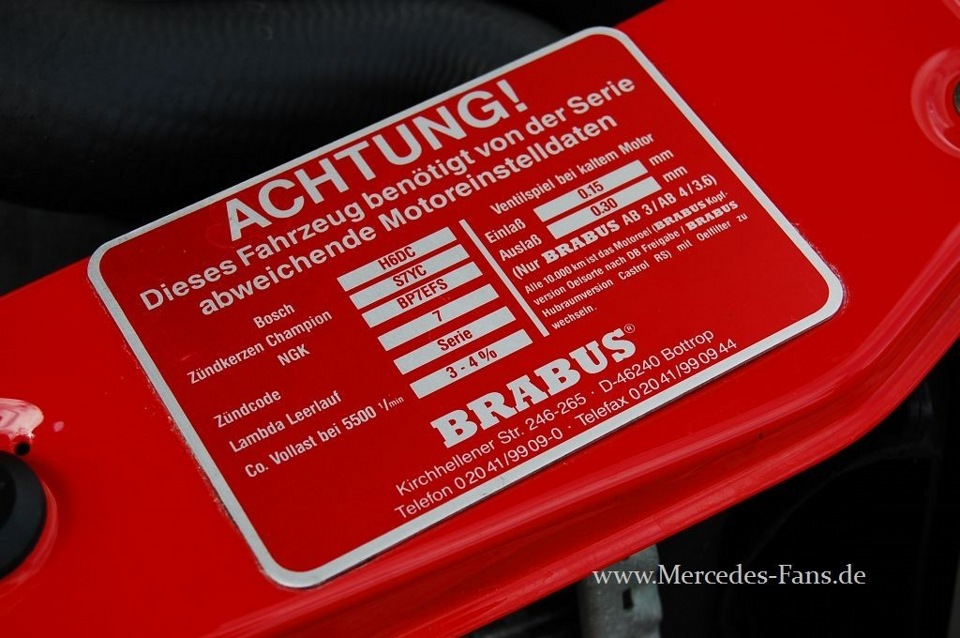 ACHTUNG!
Dieses Fahrzeug benötigt von der Serie
abweichende Motoreinstelldaten
Bosch H6DC
Zündkerzen Champion S7YC
NGK BP7EFS
Zündcode 7
Lambda Leerlauf Serie
Co. Vollast bei 5500 1/min 3 - 4 %
Ventilspiel bei kaltem Motor
Einlaß 0.15 mm
Auslaß 0.30 mm
(Nur BRABUS AB 3 / AB 4 / 3.6)
Alle 10.000 km ist das Motoroel (BRABUS Kopf-
version Oelsorte nach DB Freigabe / BRABUS
Hubraumversion Castrol RS) mit Oelfilter zu
wechseln.
BRABUS®
Kirchhellener Str. 246-265 · D-46240 Bottrop
Telefon 0 20 41 / 99 09-0 · Telefax 0 20 41 / 99 09 44
www.Mercedes-Fans.de